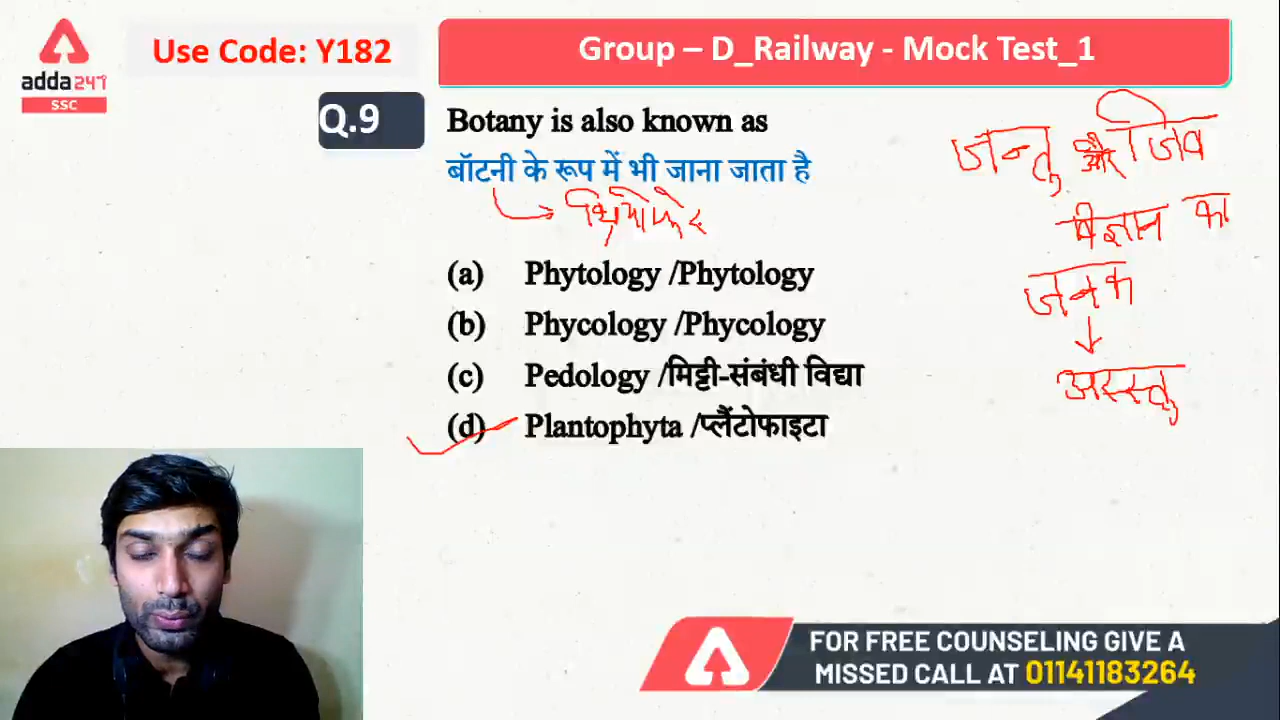 adda247
SSC
Use Code: Y182
Group – D_Railway - Mock Test_1
Q.9
Botany is also known as
बॉटनी के रूप में भी जाना जाता है
(a) Phytology /Phytology
(b) Phycology /Phycology
(c) Pedology /मिट्टी-संबंधी विद्या
(d) Plantophyta /प्लैंटोफाइटा
जन्तु और जिव
विज्ञान का
जनक
अरस्तु
FOR FREE COUNSELING GIVE A
MISSED CALL AT 01141183264